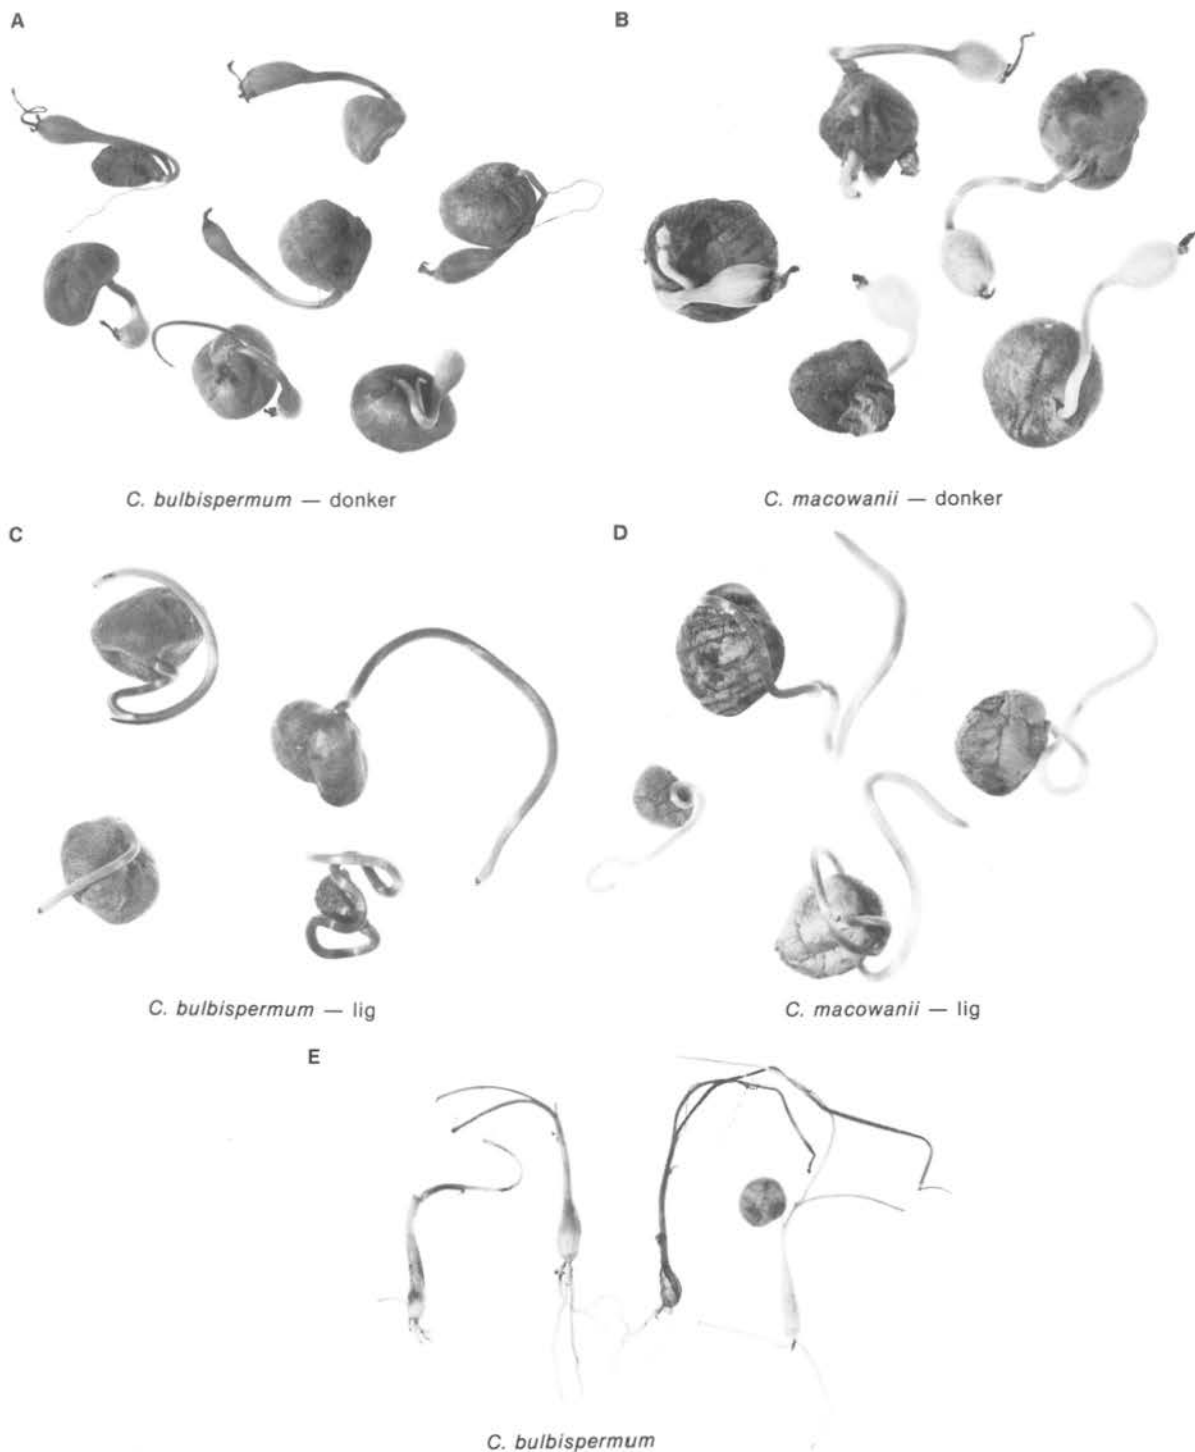 A
B
C. bulbispermum — donker
C. macowanii — donker
C
D
C. bulbispermum — lig
C. macowanii — lig
E
C. bulbispermum